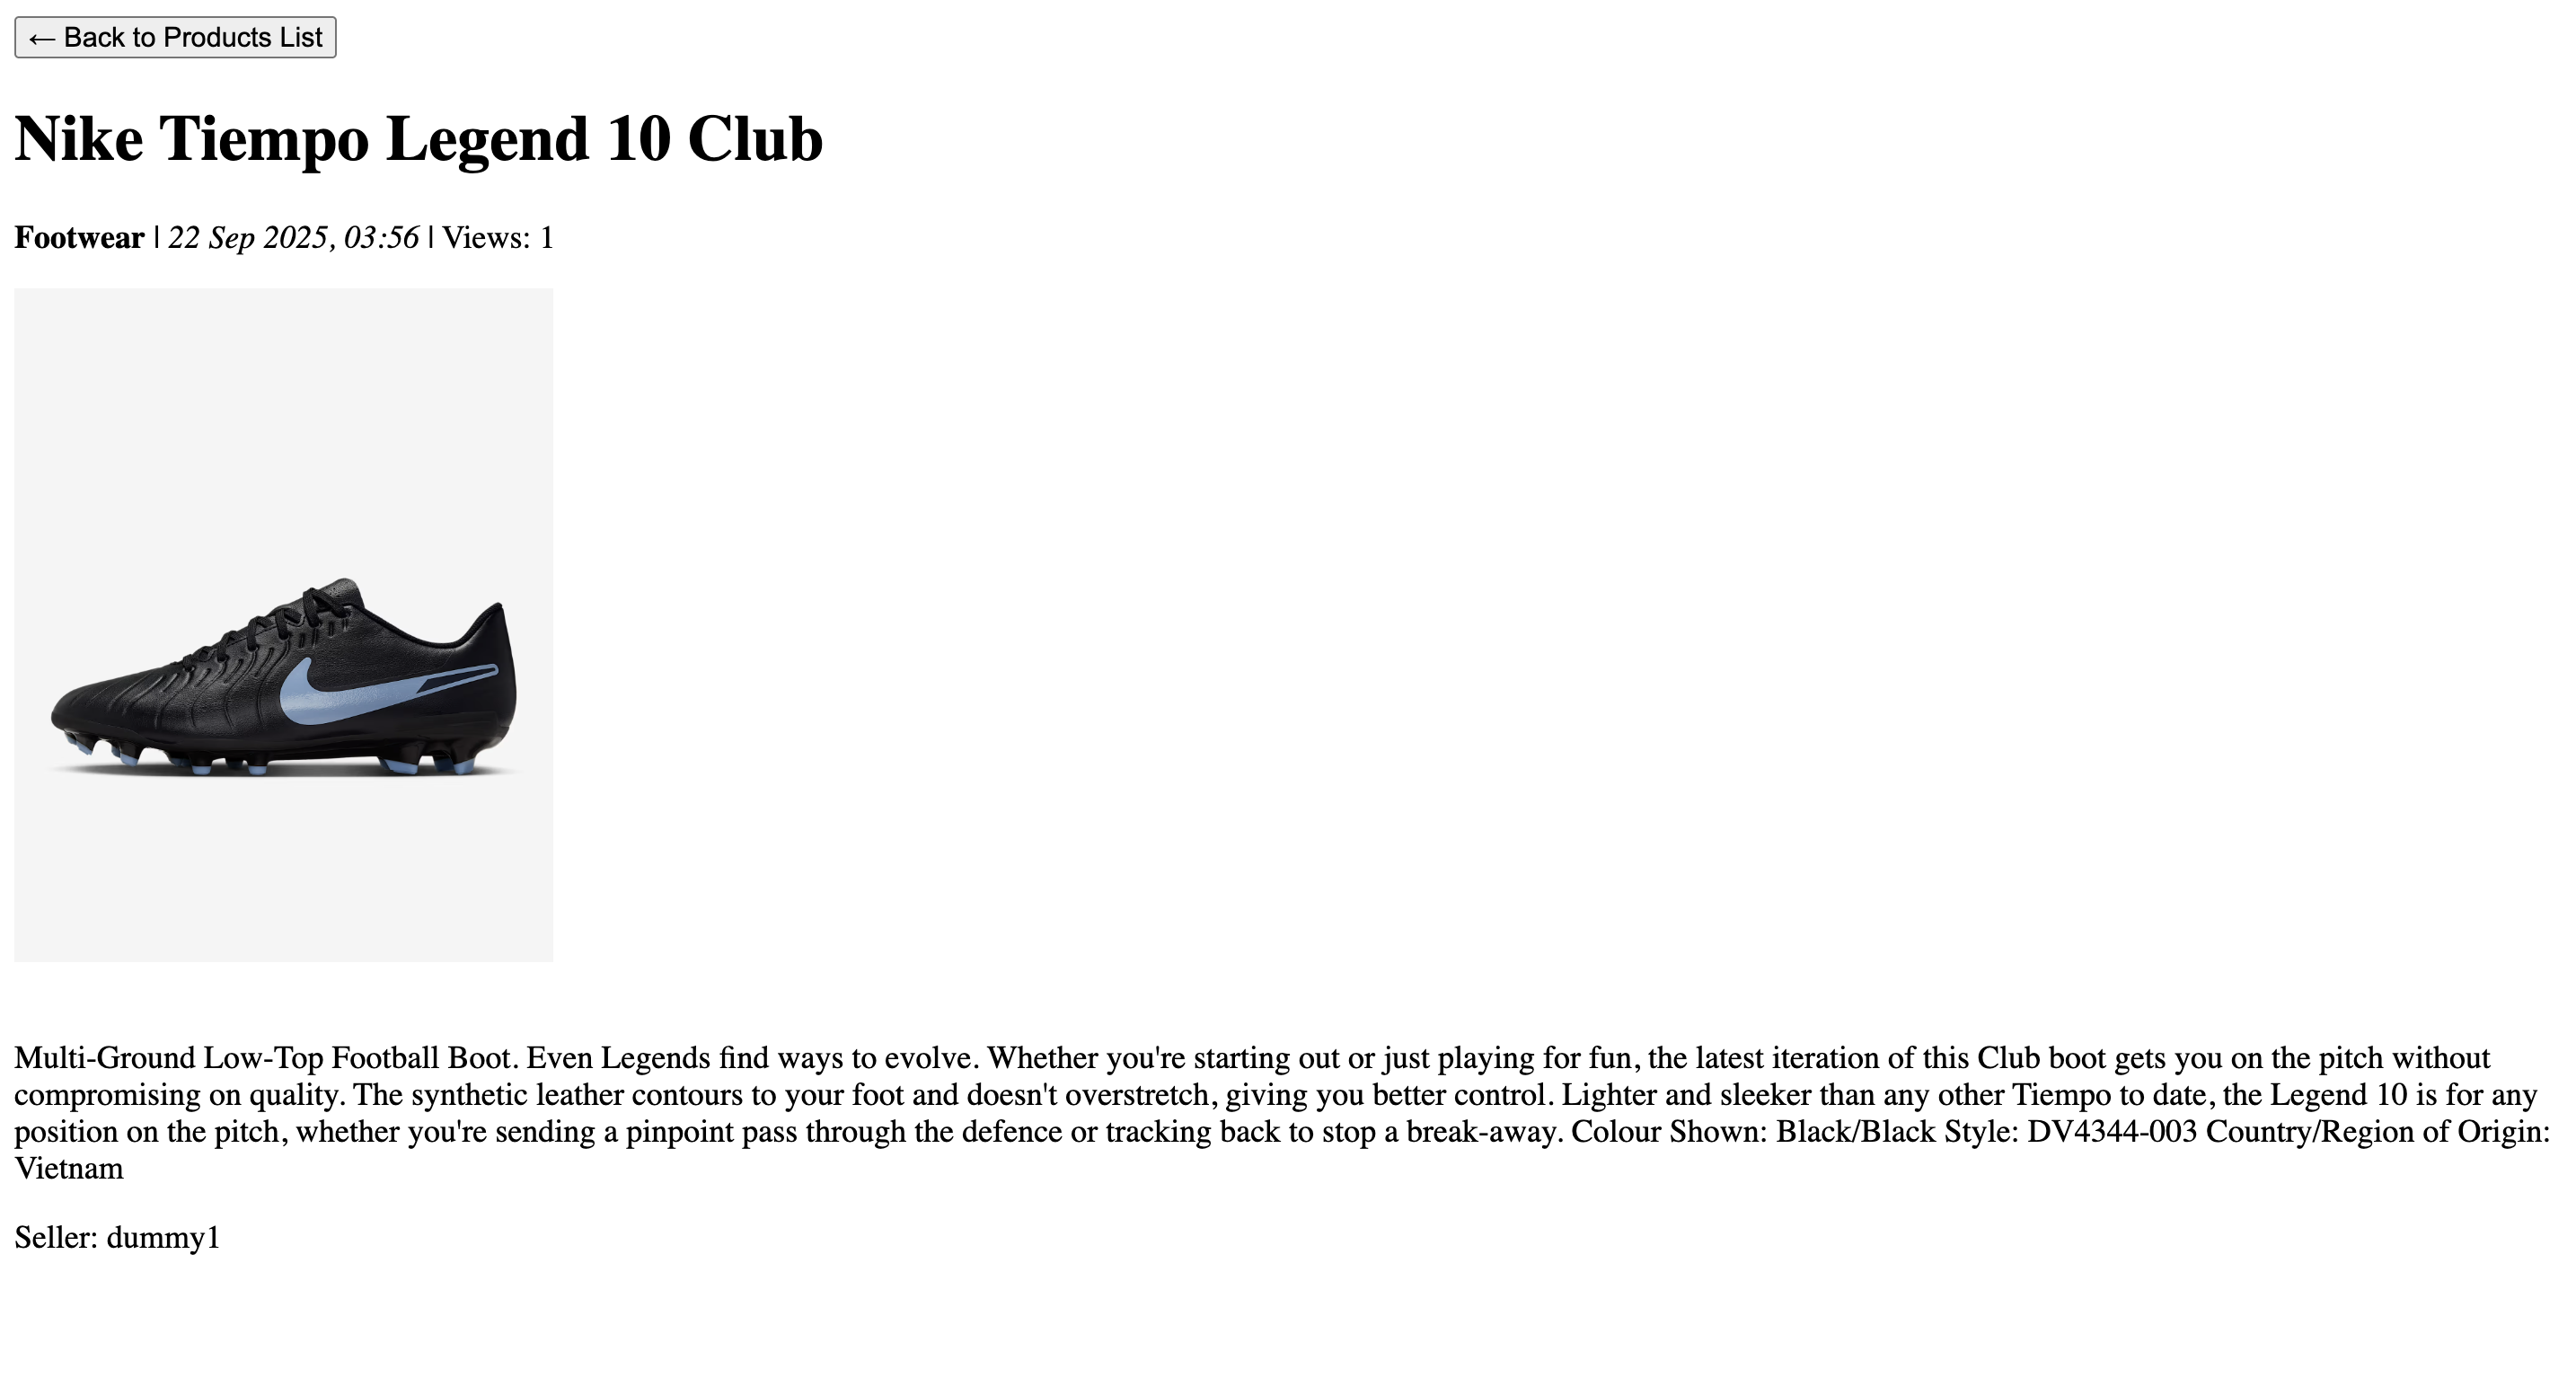 ← Back to Products List
Nike Tiempo Legend 10 Club
Footwear | 22 Sep 2025, 03:56 | Views: 1
Multi-Ground Low-Top Football Boot. Even Legends find ways to evolve. Whether you're starting out or just playing for fun, the latest iteration of this Club boot gets you on the pitch without
compromising on quality. The synthetic leather contours to your foot and doesn't overstretch, giving you better control. Lighter and sleeker than any other Tiempo to date, the Legend 10 is for any
position on the pitch, whether you're sending a pinpoint pass through the defence or tracking back to stop a break-away. Colour Shown: Black/Black Style: DV4344-003 Country/Region of Origin:
Vietnam
Seller: dummy1